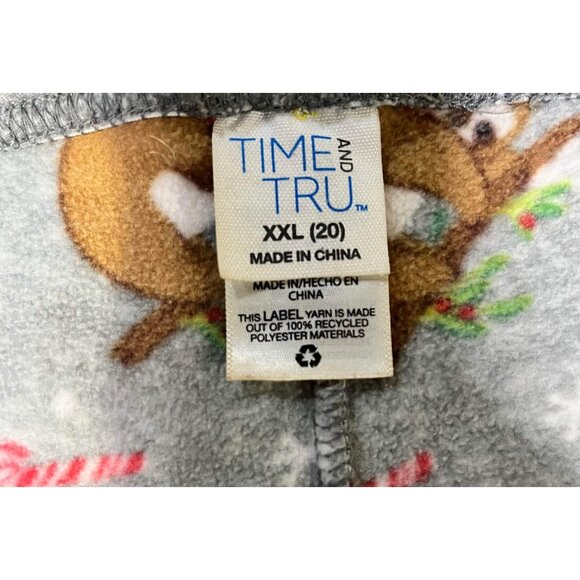 TIME AND
TRU™
XXL (20)
MADE IN CHINA
MADE IN/HECHO EN
CHINA
THIS LABEL YARN IS MADE
OUT OF 100% RECYCLED
POLYESTER MATERIALS